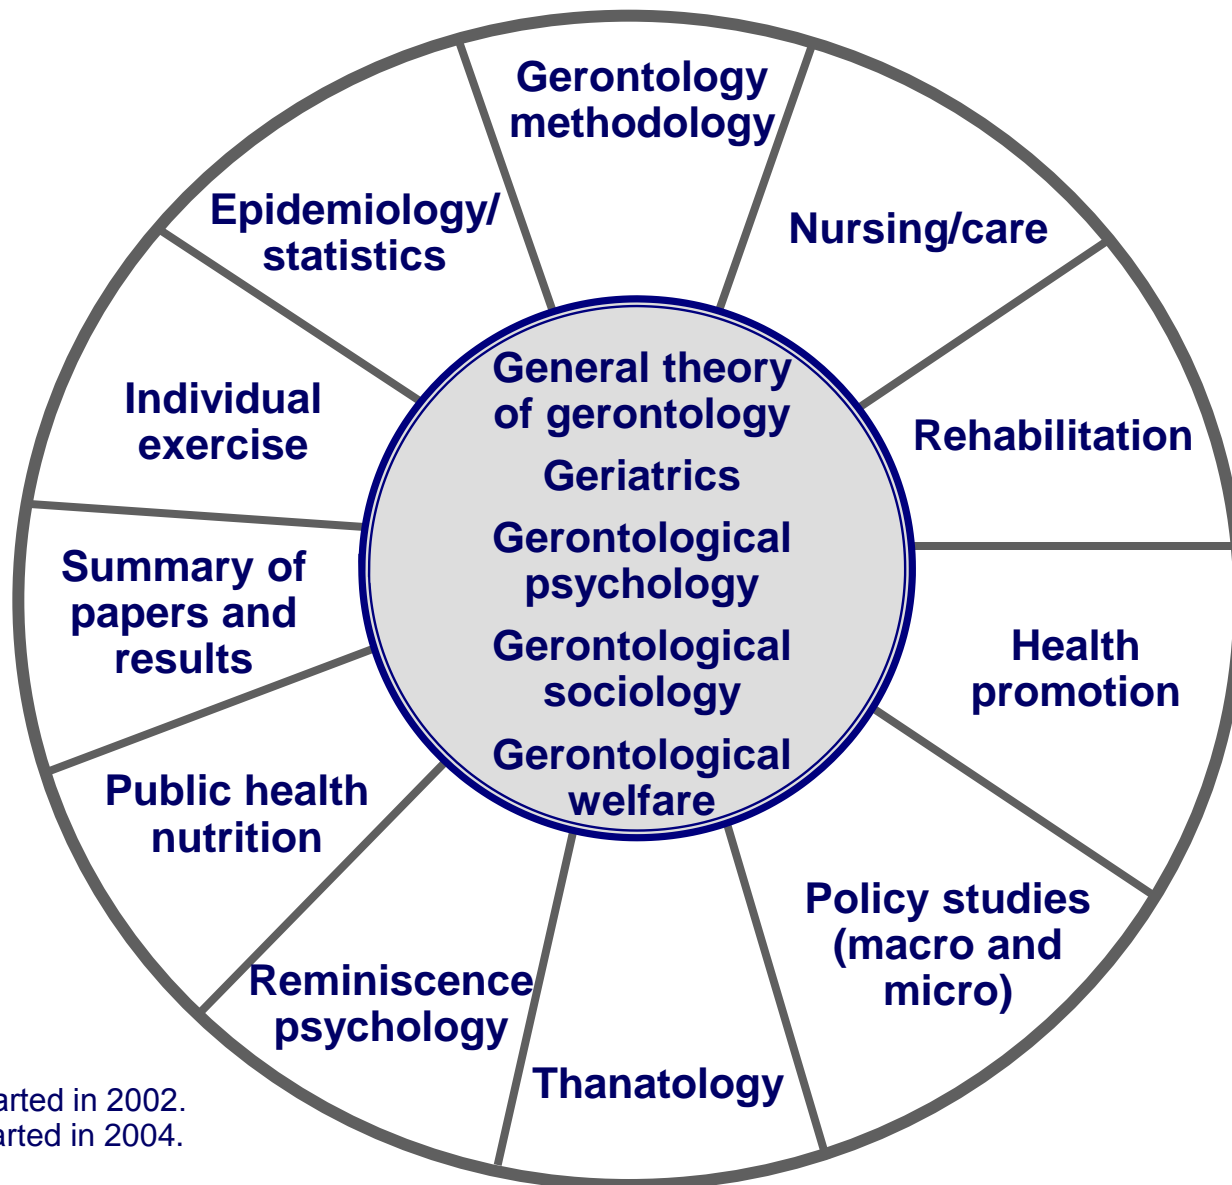 Gerontology
methodology
Epidemiology/
statistics
Nursing/care
Individual
exercise
Rehabilitation
General theory
of gerontology
Geriatrics
Gerontological
psychology
Gerontological
sociology
Gerontological
welfare
Summary of
papers and
results
Health
promotion
Public health
nutrition
Policy studies
(macro and
micro)
Reminiscence
psychology
Thanatology
arted in 2002.
arted in 2004.